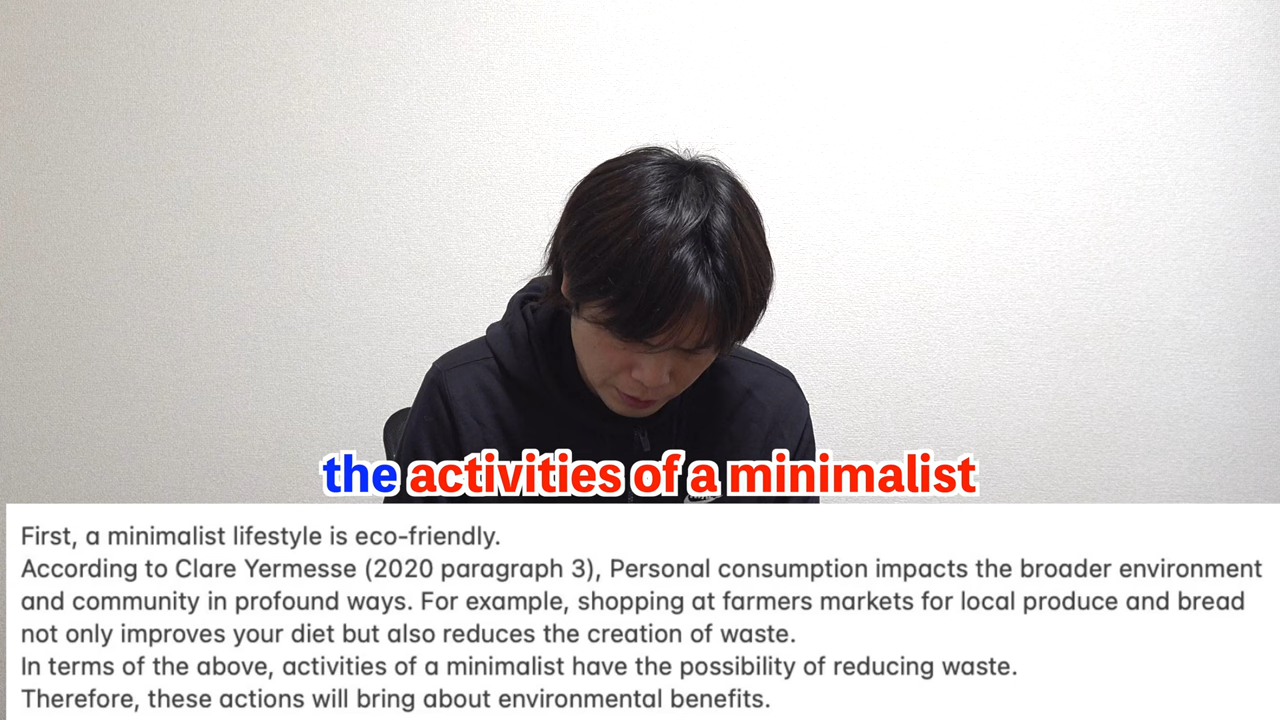 the activities of a minimalist
First, a minimalist lifestyle is eco-friendly.
According to Clare Yermesse (2020 paragraph 3), Personal consumption impacts the broader environment
and community in profound ways. For example, shopping at farmers markets for local produce and bread
not only improves your diet but also reduces the creation of waste.
In terms of the above, activities of a minimalist have the possibility of reducing waste.
Therefore, these actions will bring about environmental benefits.